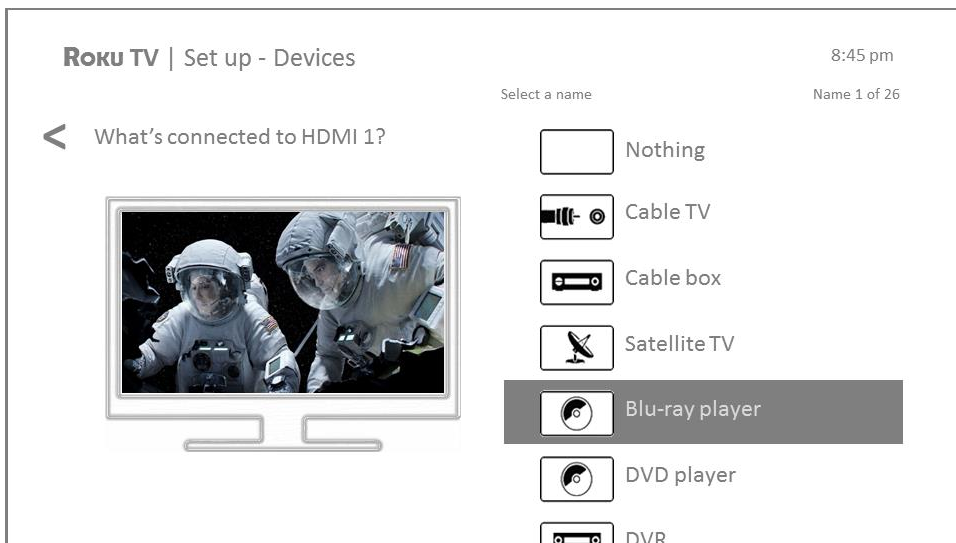 ROKU TV | Set up - Devices
8:45 pm
Select a name
Name 1 of 26
< What's connected to HDMI 1?
Nothing
Cable TV
Cable box
Satellite TV
Blu-ray player
DVD player
DVR